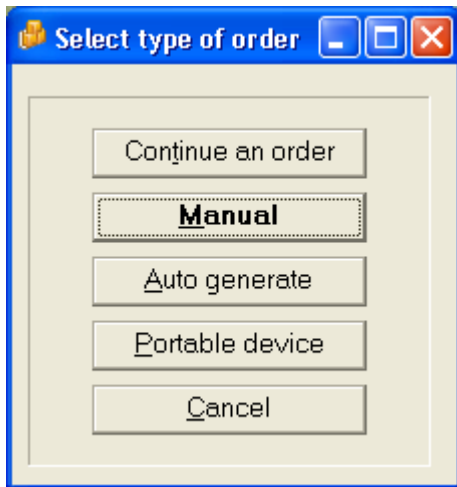 Select type of order
Continue an order
Manual
Auto generate
Portable device
Cancel